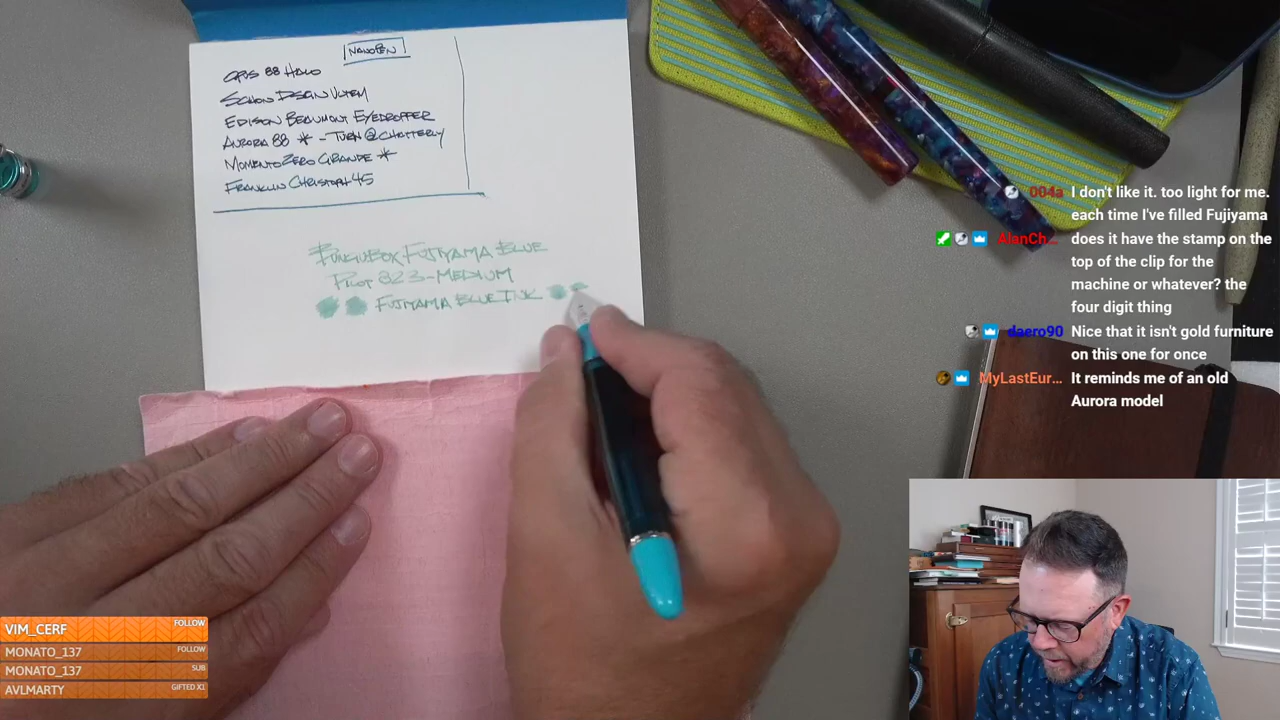 NANOPEN
OPUS 88 HALO
SCHON DSGN ULTEM
EDISON BEAUMONT EYEDROPPER
AURORA 88 * - TURN @ CHATTERLY
MOMENTO ZERO GRANDE *
FRANKLIN CHRISTOPH 45
FUNGUBOX FUJIYAMA BLUE
PILOT 823 - MEDIUM
FUJIYAMA BLUE INK
004a I don't like it. too light for me. each time I've filled Fujiyama
AlanCh... does it have the stamp on the top of the clip for the machine or whatever? the four digit thing
daero90 Nice that it isn't gold furniture on this one for once
MyLastEur... It reminds me of an old Aurora model
VIM_CERF FOLLOW
MONATO_137 FOLLOW
MONATO_137 SUB
AVLMARTY GIFTED X1